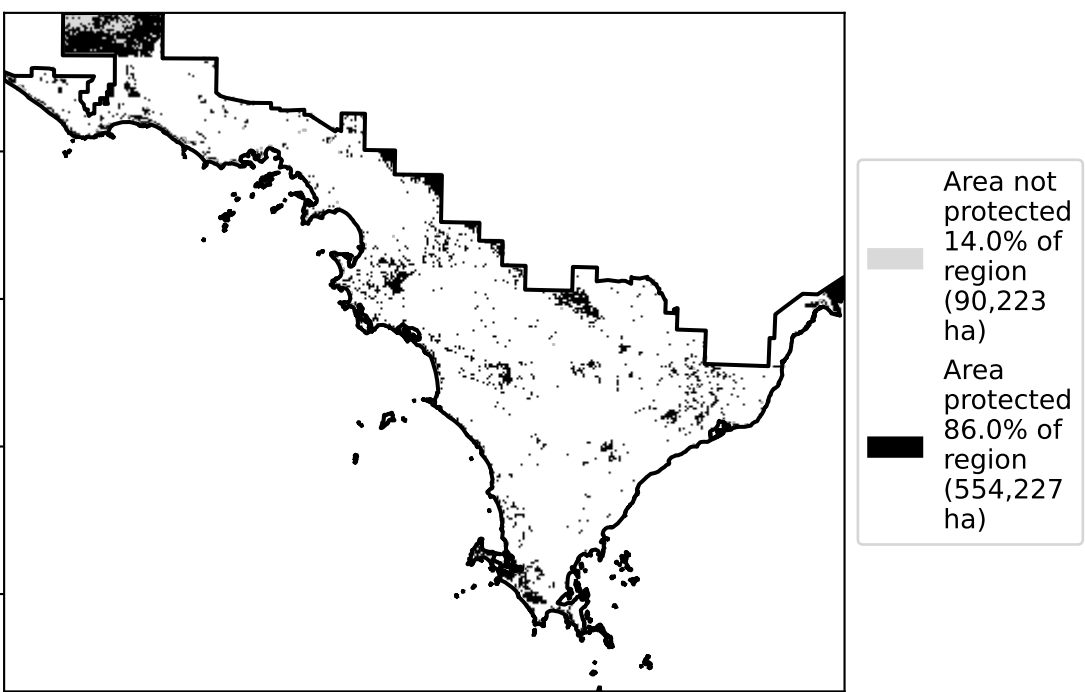 Area not
protected
14.0% of
region
(90,223
ha)
Area
protected
86.0% of
region
(554,227
ha)